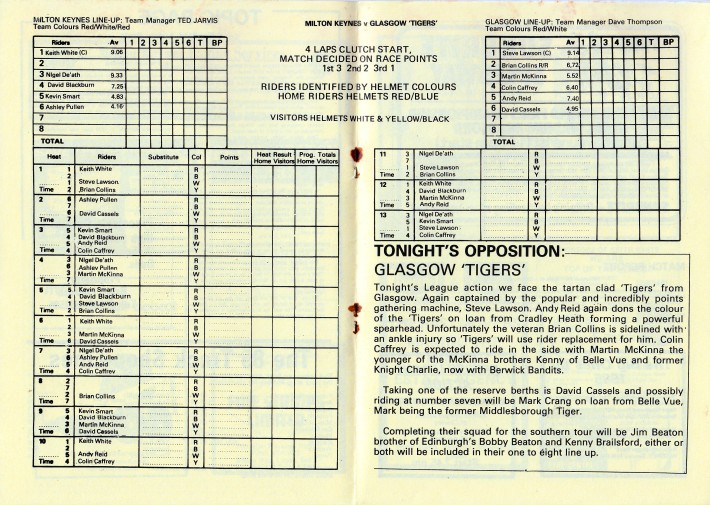 MILTON KEYNES LINE-UP: Team Manager TED JARVIS
Team Colours Red/White/Red
Riders Av 1 2 3 4 5 6 T BP
1 Keith White (C) 9.06
2
3 Nigel De'ath 9.33
4 David Blackburn 7.25
5 Kevin Smart 4.83
6 Ashley Pullen 4.16
7
8
TOTAL
MILTON KEYNES v GLASGOW 'TIGERS'
4 LAPS CLUTCH START,
MATCH DECIDED ON RACE POINTS
1st 3 2nd 2 3rd 1
RIDERS IDENTIFIED BY HELMET COLOURS
HOME RIDERS HELMETS RED/BLUE
VISITORS HELMETS WHITE & YELLOW/BLACK
GLASGOW LINE-UP: Team Manager Dave Thompson
Team Colours Red/White
Riders Av 1 2 3 4 5 6 T BP
1 Steve Lawson (C) 9.14
2 Brian Collins R/R 6.72
3 Martin McKinna 5.52
4 Colin Caffrey 6.40
5 Andy Reid 7.40
6 David Cassels 4.95
7
8
TOTAL
Heat Riders Substitute Col Points Heat Result Prog. Totals
Home Visitors Home Visitors
1 1 Keith White R
2 B
1 Steve Lawson W
Time 2 Brian Collins Y
2 6 Ashley Pullen R
7 B
6 David Cassels W
Time 7 Y
3 5 Kevin Smart R
4 David Blackburn B
5 Andy Reid W
Time 4 Colin Caffrey Y
4 3 Nigel De'ath R
6 Ashley Pullen B
3 Martin McKinna W
Time 7 Y
5 5 Kevin Smart R
4 David Blackburn B
1 Steve Lawson W
Time 2 Brian Collins Y
6 1 Keith White R
2 B
3 Martin McKinna W
Time 6 David Cassels Y
7 3 Nigel De'ath R
6 Ashley Pullen B
5 Andy Reid W
Time 4 Colin Caffrey Y
8 2 R
7 B
2 Brian Collins W
Time 7 Y
9 5 Kevin Smart R
4 David Blackburn B
3 Martin McKinna W
Time 6 David Cassels Y
10 1 Keith White R
2 B
5 Andy Reid W
Time 4 Colin Caffrey Y
11 3 Nigel De'ath R
7 B
1 Steve Lawson W
Time 2 Brian Collins Y
12 1 Keith White R
4 David Blackburn B
3 Martin McKinna W
Time 5 Andy Reid Y
13 3 Nigel De'ath R
5 Kevin Smart B
1 Steve Lawson W
Time 4 Colin Caffrey Y
TONIGHT'S OPPOSITION:
GLASGOW 'TIGERS'
Tonight's League action we face the tartan clad 'Tigers' from
Glasgow. Again captained by the popular and incredibly points
gathering machine, Steve Lawson. Andy Reid again dons the colour
of the 'Tigers' on loan from Cradley Heath forming a powerful
spearhead. Unfortunately the veteran Brian Collins is sidelined with
an ankle injury so 'Tigers' will use rider replacement for him. Colin
Caffrey is expected to ride in the side with Martin McKinna the
younger of the McKinna brothers Kenny of Belle Vue and former
Knight Charlie, now with Berwick Bandits.
Taking one of the reserve berths is David Cassels and possibly
riding at number seven will be Mark Crang on loan from Belle Vue,
Mark being the former Middlesborough Tiger.
Completing their squad for the southern tour will be Jim Beaton
brother of Edinburgh's Bobby Beaton and Kenny Brailsford, either or
both will be included in their one to eight line up.